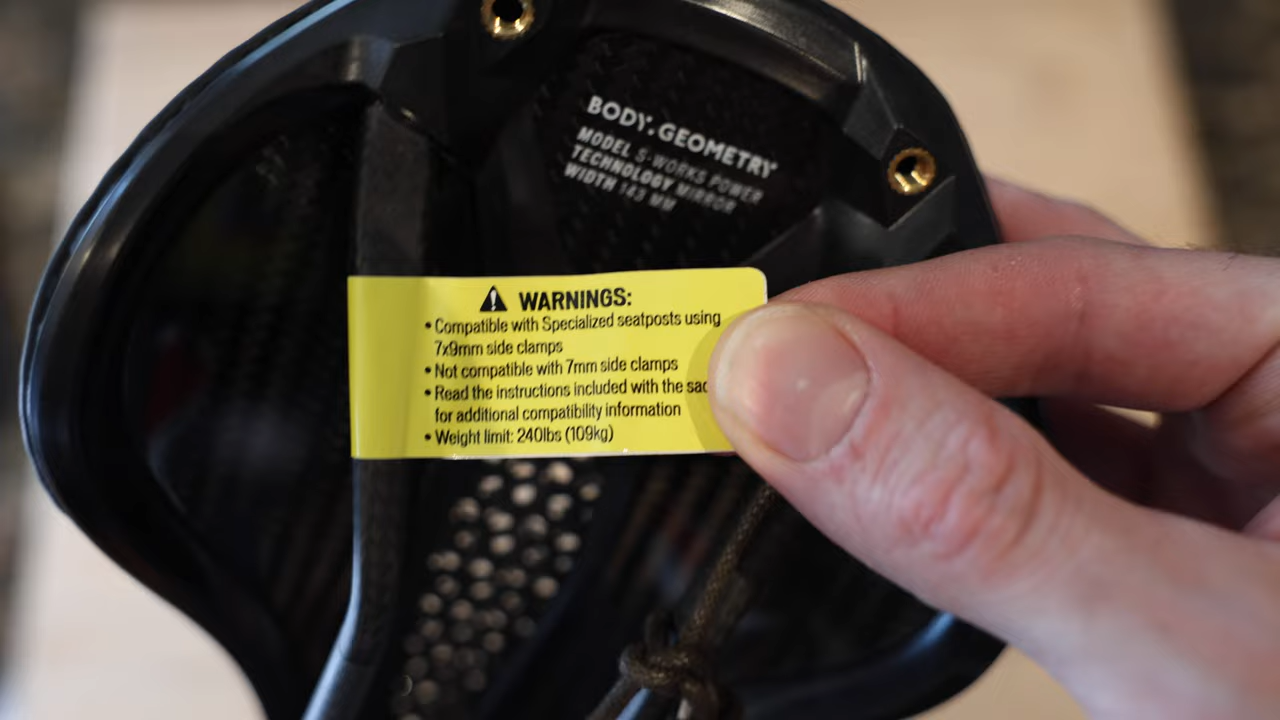 BODY.GEOMETRY
MODEL S-WORKS POWER
TECHNOLOGY MIRROR
WIDTH 143 MM
WARNINGS:
• Compatible with Specialized seatposts using
7x9mm side clamps
• Not compatible with 7mm side clamps
• Read the instructions included with the
for additional compatibility information
• Weight limit: 240lbs (109kg)